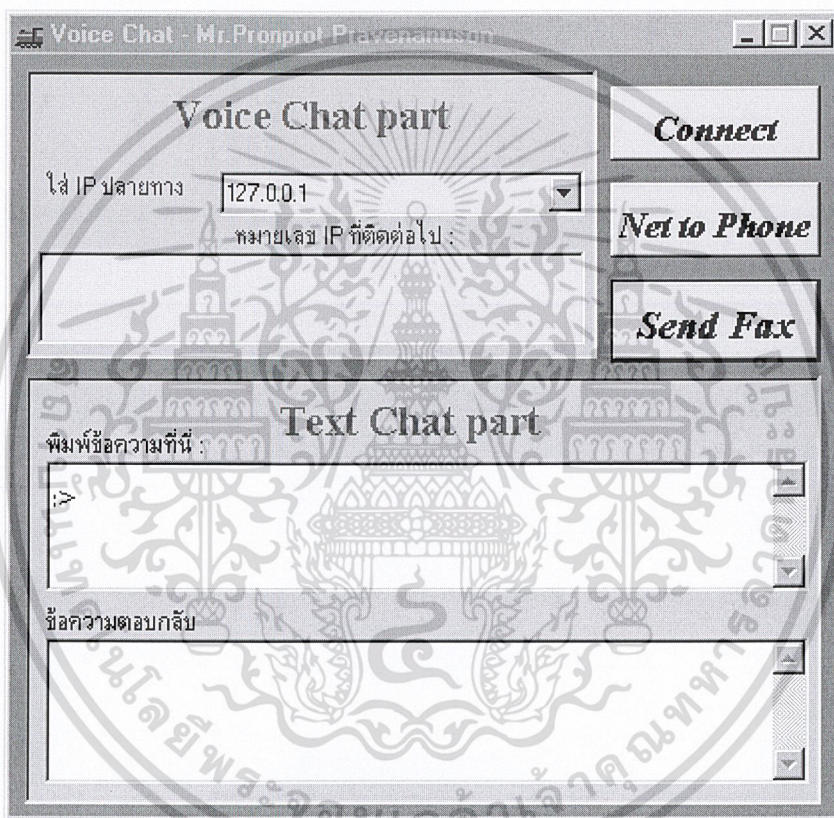 Voice Chat - Mr.Pronprot Pravenanuson
Voice Chat part
ใส่ IP ปลายทาง
127.0.0.1
หมายเลข IP ที่ติดต่อไป :
Connect
Net to Phone
Send Fax
Text Chat part
พิมพ์ข้อความที่นี่ :
:>
ข้อความตอบกลับ